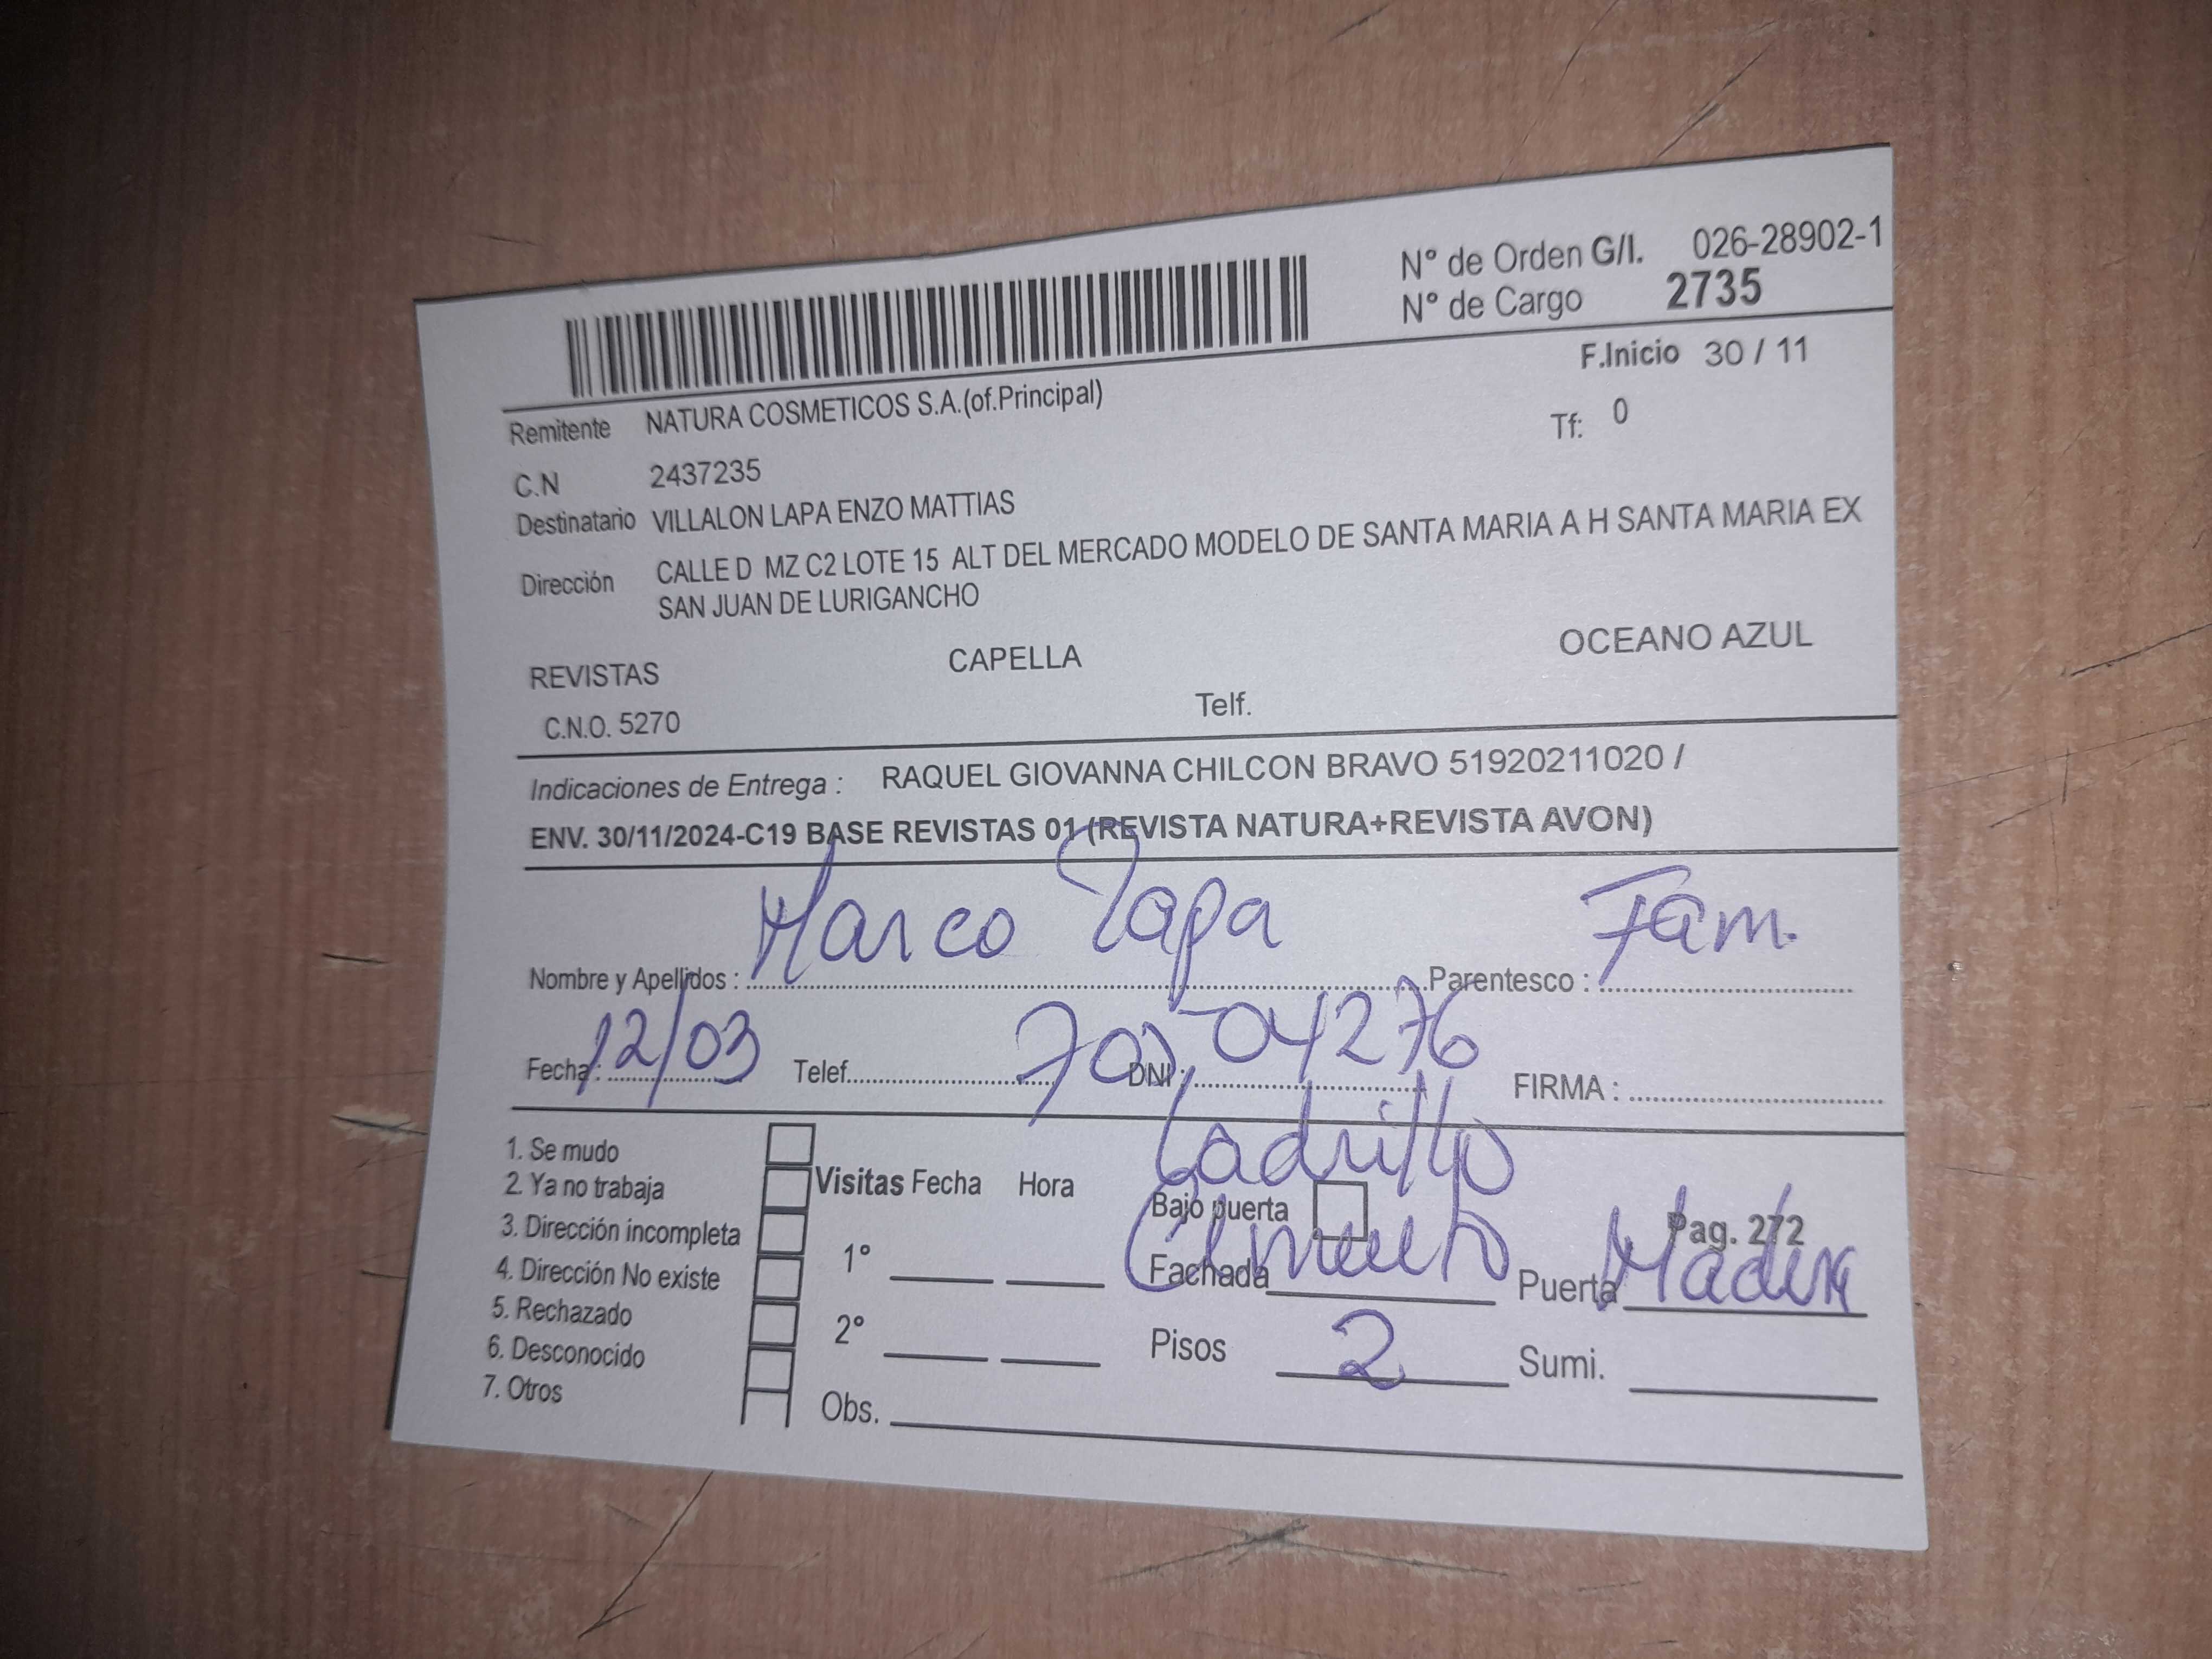 N° de Orden G/I. 026-28902-1
N° de Cargo 2735
F.Inicio 30 / 11
Remitente NATURA COSMETICOS S.A.(of.Principal)
Tf: 0
C.N 2437235
Destinatario VILLALON LAPA ENZO MATTIAS
Dirección CALLE D MZ C2 LOTE 15 ALT DEL MERCADO MODELO DE SANTA MARIA A H SANTA MARIA EX
SAN JUAN DE LURIGANCHO
REVISTAS CAPELLA OCEANO AZUL
C.N.O. 5270 Telf.
Indicaciones de Entrega : RAQUEL GIOVANNA CHILCON BRAVO 51920211020 /
ENV. 30/11/2024-C19 BASE REVISTAS 01 (REVISTA NATURA+REVISTA AVON)
Nombre y Apellidos : Marco Lapa Parentesco : Fam.
Fecha : 12/03 Telef. DNI : FIRMA :
Ladrillo
1. Se mudo
2. Ya no trabaja
3. Dirección incompleta
4. Dirección No existe
5. Rechazado
6. Desconocido
7. Otros
Visitas Fecha Hora
1°
2°
Obs.
Bajo puerta Pag. 272
Fachada Cemento Puerta Madera
Pisos 2 Sumi.